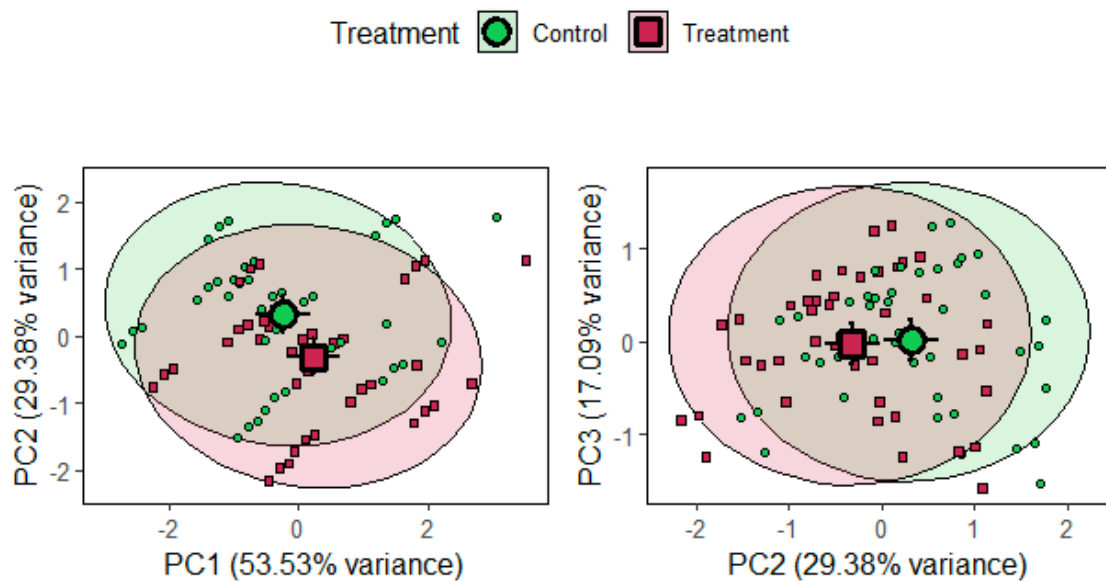 Treatment Control Treatment
PC2 (29.38% variance)
2
1
0
-1
-2
-2 0 2
PC1 (53.53% variance)
PC3 (17.09% variance)
1
0
-1
-2 -1 0 1 2
PC2 (29.38% variance)